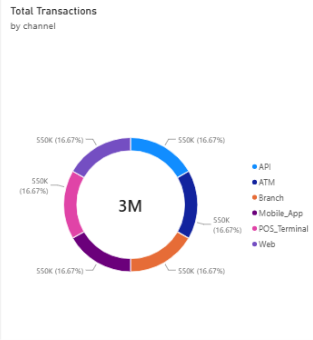 Total Transactions
by channel
550K (16.67%)
550K (16.67%)
API
ATM
Branch
Mobile_App
POS_Terminal
Web
550K
(16.67%)
3M
550K
(16.67%)
550K (16.67%)
550K (16.67%)